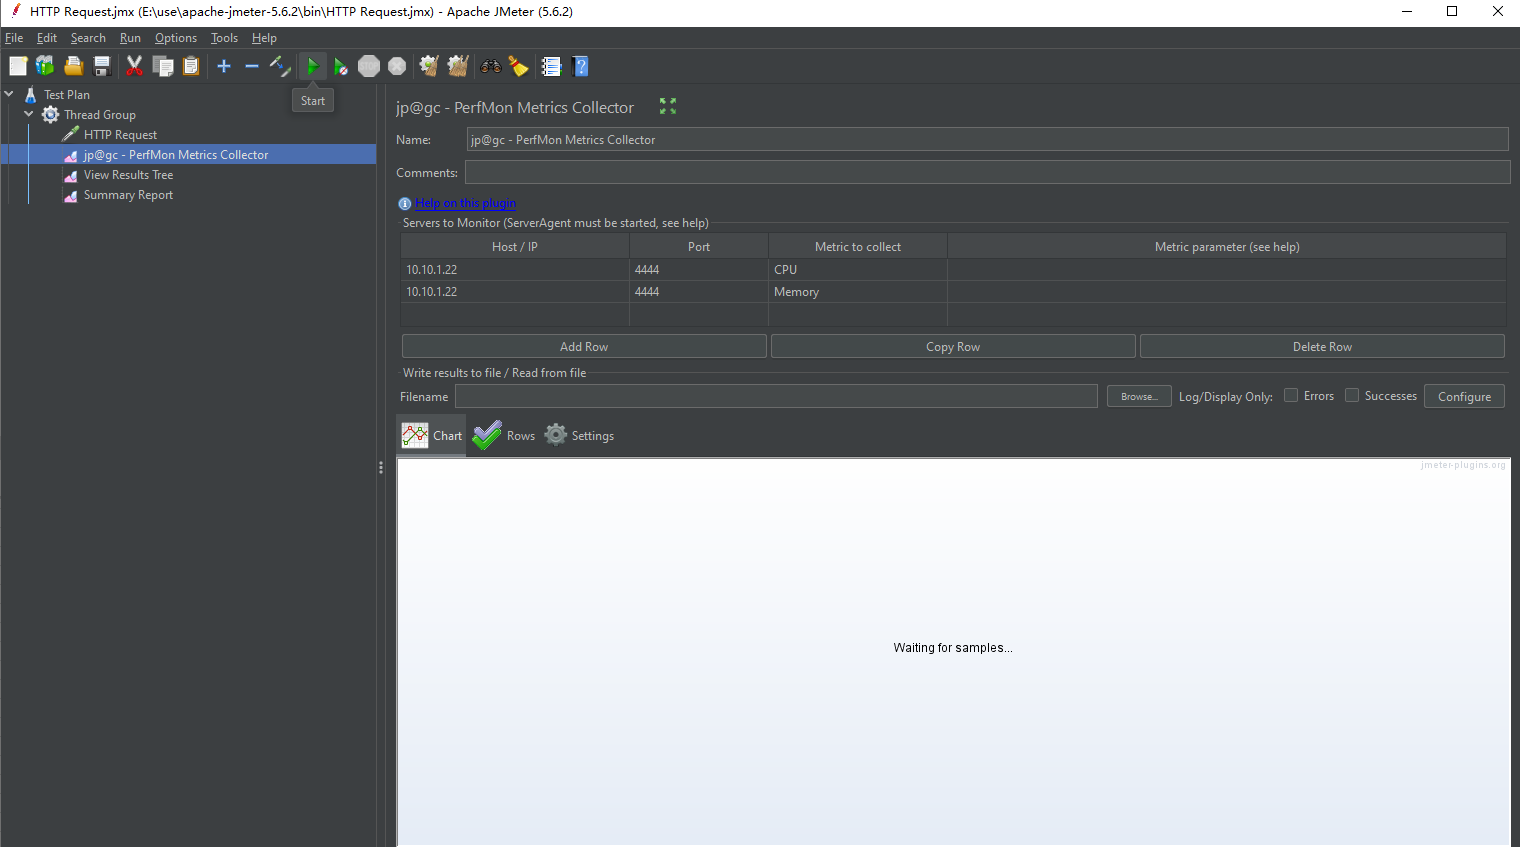 HTTP Request.jmx (E:\use\apache-jmeter-5.6.2\bin\HTTP Request.jmx) - Apache JMeter (5.6.2)
File Edit Search Run Options Tools Help
STOP
Start
Test Plan
Thread Group
HTTP Request
jp@gc - PerfMon Metrics Collector
View Results Tree
Summary Report
jp@gc - PerfMon Metrics Collector
Name: jp@gc - PerfMon Metrics Collector
Comments:
Help on this plugin
Servers to Monitor (ServerAgent must be started, see help)
Host / IP Port Metric to collect Metric parameter (see help)
10.10.1.22 4444 CPU
10.10.1.22 4444 Memory
Add Row Copy Row Delete Row
Write results to file / Read from file
Filename Browse... Log/Display Only: Errors Successes Configure
Chart Rows Settings
jmeter-plugins.org
Waiting for samples...